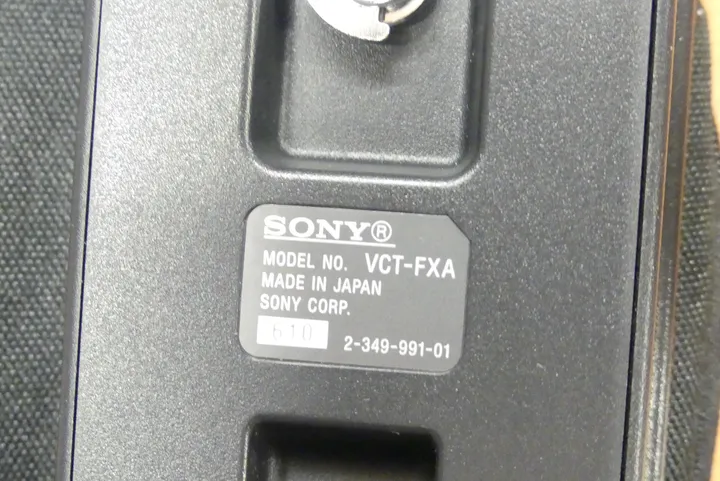 SONY®
MODEL NO. VCT-FXA
MADE IN JAPAN
SONY CORP.
610
2-349-991-01